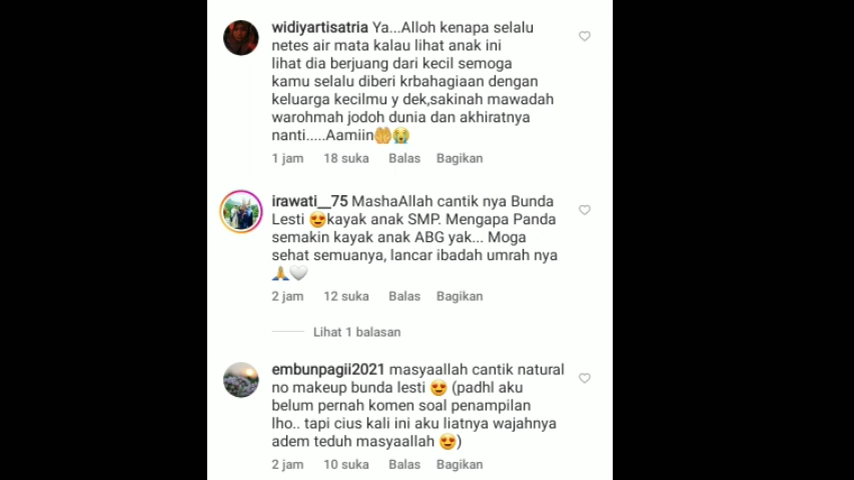 widiyartisatria Ya...Alloh kenapa selalu
netes air mata kalau lihat anak ini
lihat dia berjuang dari kecil semoga
kamu selalu diberi krbahagiaan dengan
keluarga kecilmu y dek,sakinah mawadah
warohmah jodoh dunia dan akhiratnya
nanti.....Aamiin🤲😭
1 jam 18 suka Balas Bagikan
irawati__75 MashaAllah cantik nya Bunda
Lesti 😍kayak anak SMP. Mengapa Panda
semakin kayak anak ABG yak... Moga
sehat semuanya, lancar ibadah umrah nya
🙏🤍
2 jam 12 suka Balas Bagikan
Lihat 1 balasan
embunpagii2021 masyaallah cantik natural
no makeup bunda lesti 😍 (padhl aku
belum pernah komen soal penampilan
lho.. tapi cius kali ini aku liatnya wajahnya
adem teduh masyaallah 😍)
2 jam 10 suka Balas Bagikan